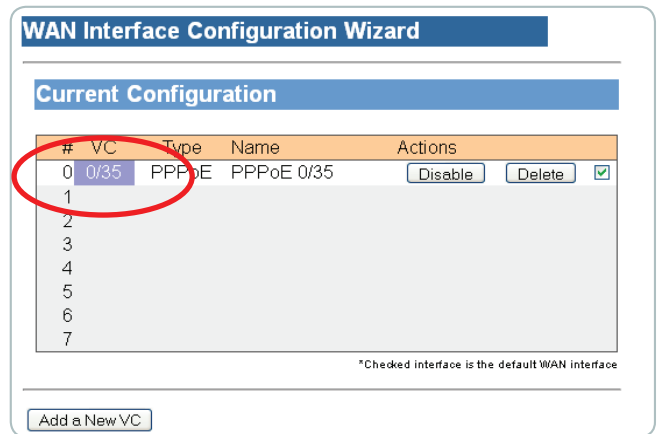 WAN Interface Configuration Wizard
Current Configuration
# VC Type Name Actions
0 0/35 PPPoE PPPoE 0/35 Disable Delete
1
2
3
4
5
6
7
*Checked interface is the default WAN interface
Add a New VC